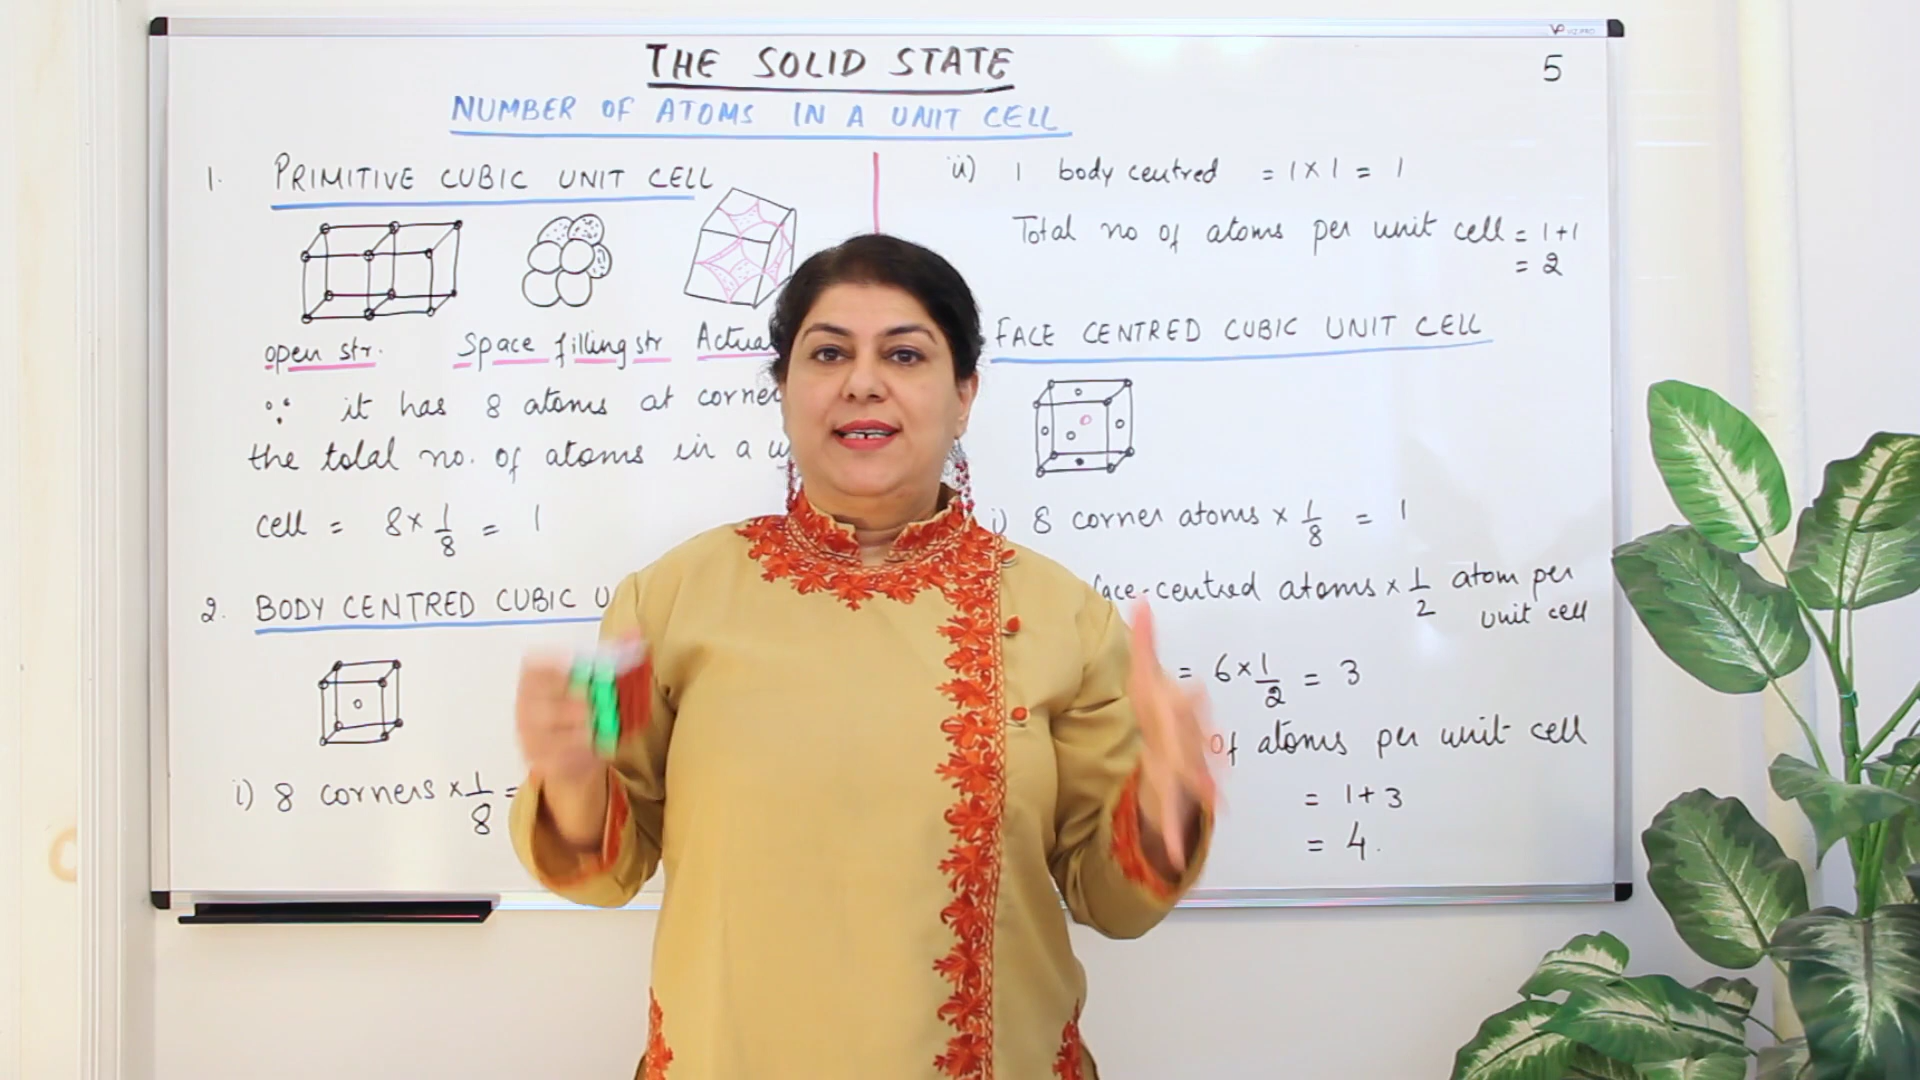 THE SOLID STATE
5
NUMBER OF ATOMS IN A UNIT CELL
1. PRIMITIVE CUBIC UNIT CELL
open str. Space filling str Actual
∵ it has 8 atoms at corner
the total no. of atoms in a
cell = 8 × 1/8 = 1
2. BODY CENTRED CUBIC U
i) 8 corners × 1/8 =
ii) 1 body centred = 1 × 1 = 1
Total no of atoms per unit cell = 1+1
= 2
FACE CENTRED CUBIC UNIT CELL
i) 8 corner atoms × 1/8 = 1
face-centred atoms × 1/2 atom per
unit cell
= 6 × 1/2 = 3
of atoms per unit cell
= 1 + 3
= 4.